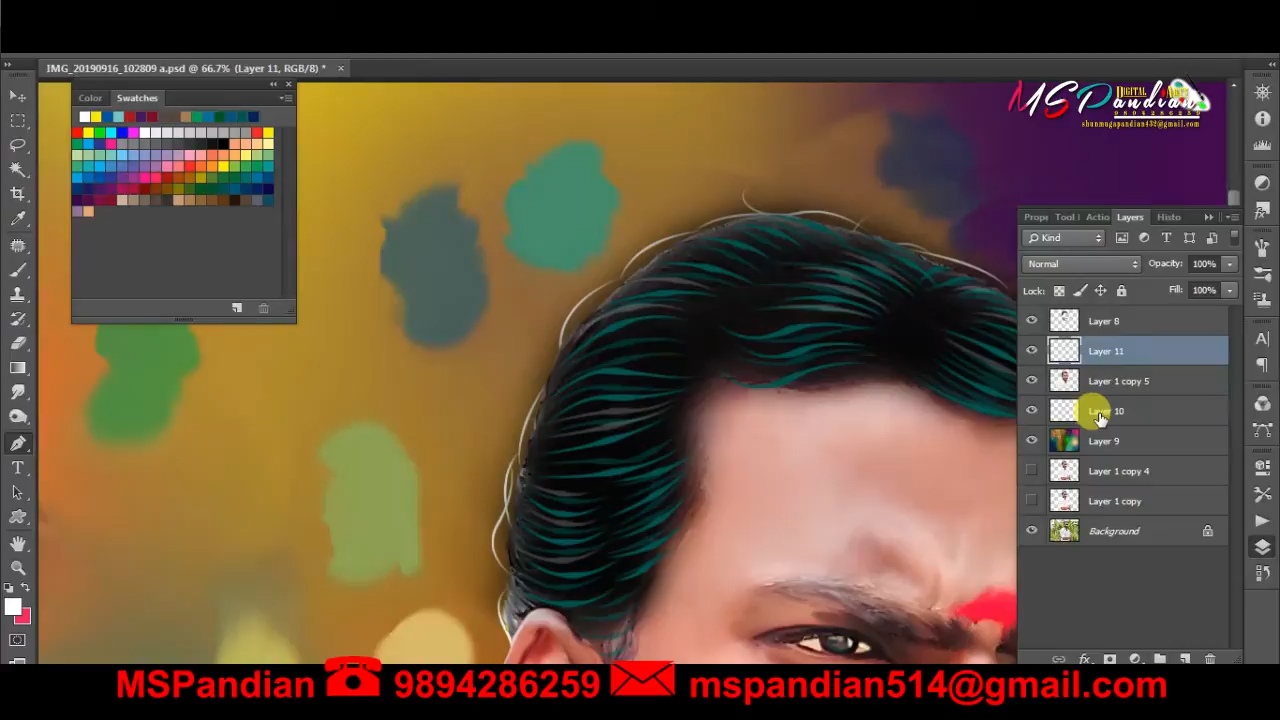 IMG_20190916_102809 a.psd @ 66.7% (Layer 11, RGB/8) *
Color
Swatches
MSPandian
DIGITAL
9894286259
shunmugapandian432@gmail.com
Tool
Actio
Layers
Histo
Kind
Normal
Opacity: 100%
Lock:
Fill: 100%
Layer 8
Layer 11
Layer 1 copy 5
Layer 10
Layer 9
Layer 1 copy 4
Layer 1 copy
Background
MSPandian 9894286259 mspandian514@gmail.com